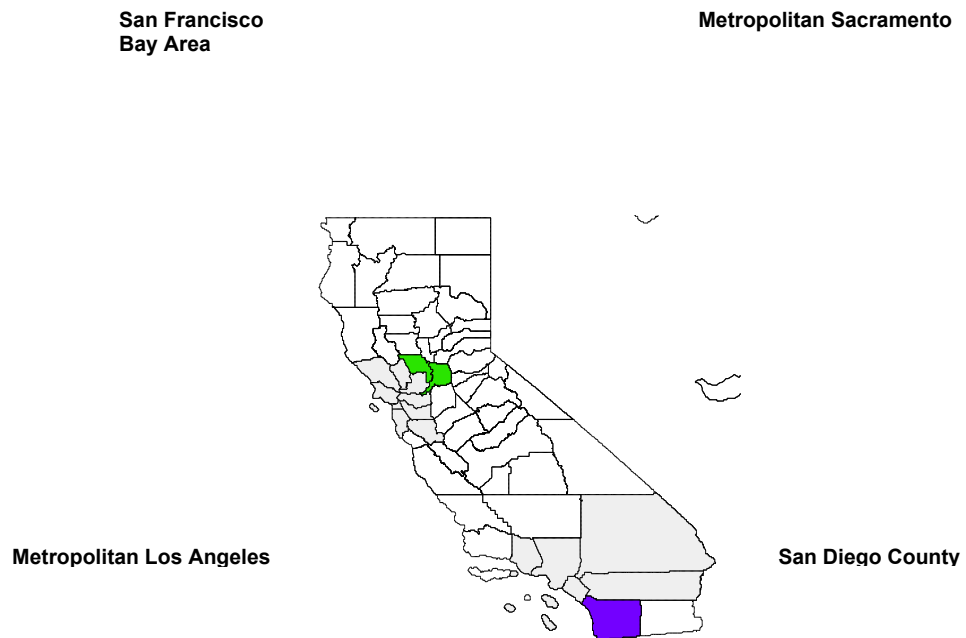 San Francisco
Bay Area
Metropolitan Sacramento
Metropolitan Los Angeles
San Diego County